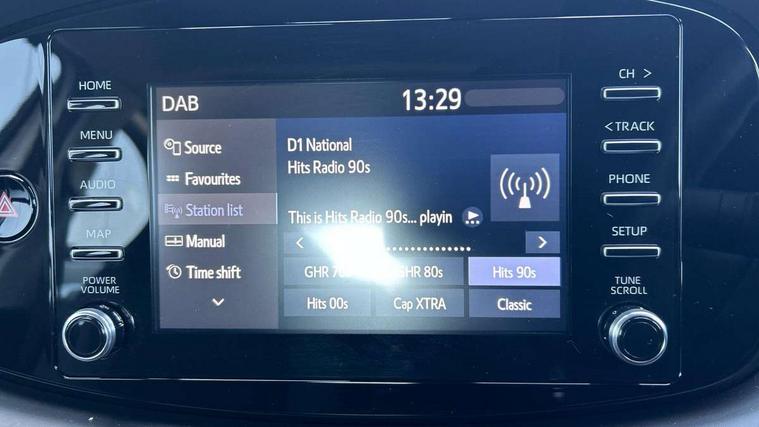 HOME
MENU
AUDIO
MAP
POWER
VOLUME
DAB
13:29
Source
Favourites
Station list
Manual
Time shift
D1 National
Hits Radio 90s
This is Hits Radio 90s... playin
<
>
GHR
GHR 80s
Hits 90s
Hits 00s
Cap XTRA
Classic
CH >
< TRACK
PHONE
SETUP
TUNE
SCROLL